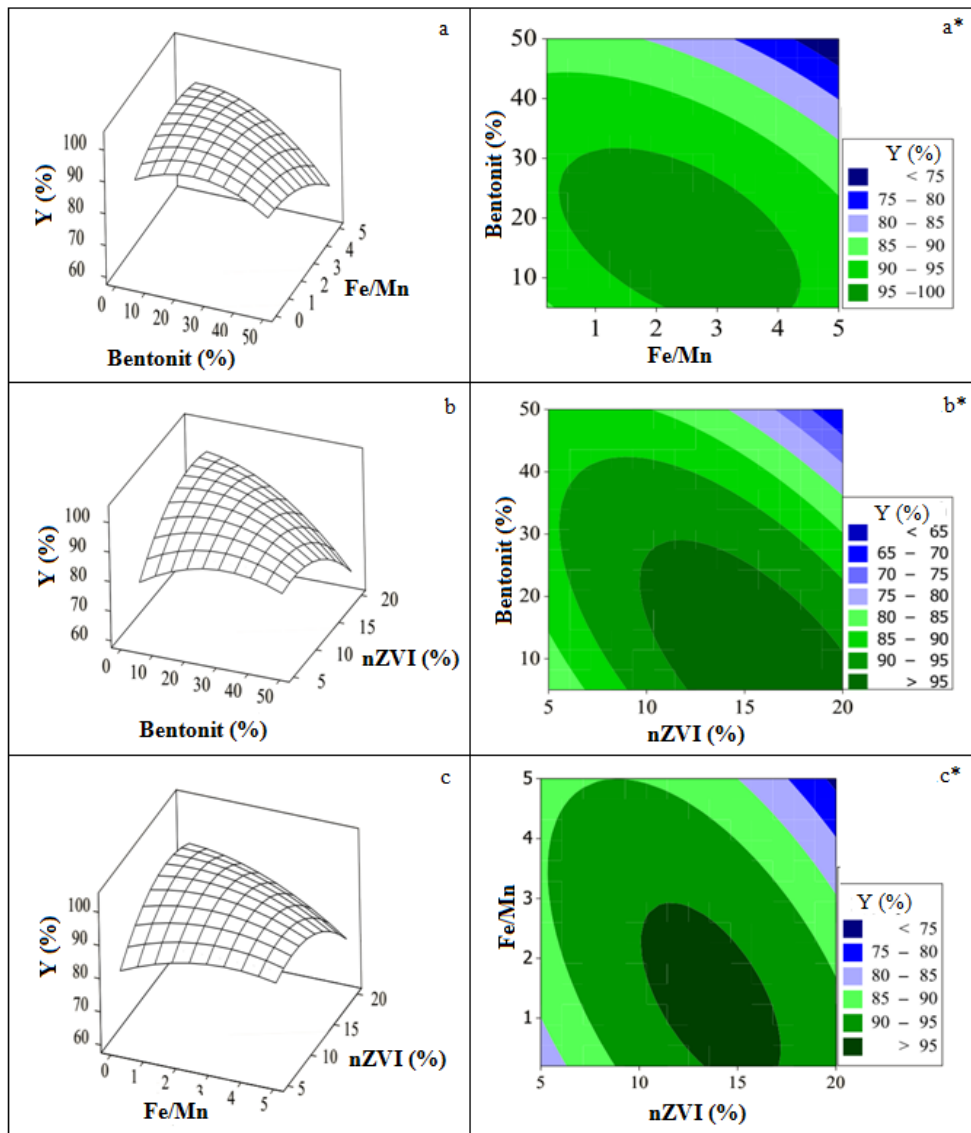 a
100
90
80
70
60
Y (%)
0 10 20 30 40 50
Bentonit (%)
0 1 2 3 4 5
Fe/Mn
a*
50
40
30
20
10
Bentonit (%)
1 2 3 4 5
Fe/Mn
Y (%)
< 75
75 – 80
80 – 85
85 – 90
90 – 95
95 –100
b
100
90
80
70
60
Y (%)
0 10 20 30 40 50
Bentonit (%)
5 10 15 20
nZVI (%)
b*
50
40
30
20
10
Bentonit (%)
5 10 15 20
nZVI (%)
Y (%)
< 65
65 – 70
70 – 75
75 – 80
80 – 85
85 – 90
90 – 95
> 95
c
100
90
80
70
60
Y (%)
0 1 2 3 4 5
Fe/Mn
5 10 15 20
nZVI (%)
c*
5
4
3
2
1
Fe/Mn
5 10 15 20
nZVI (%)
Y (%)
< 75
75 – 80
80 – 85
85 – 90
90 – 95
> 95